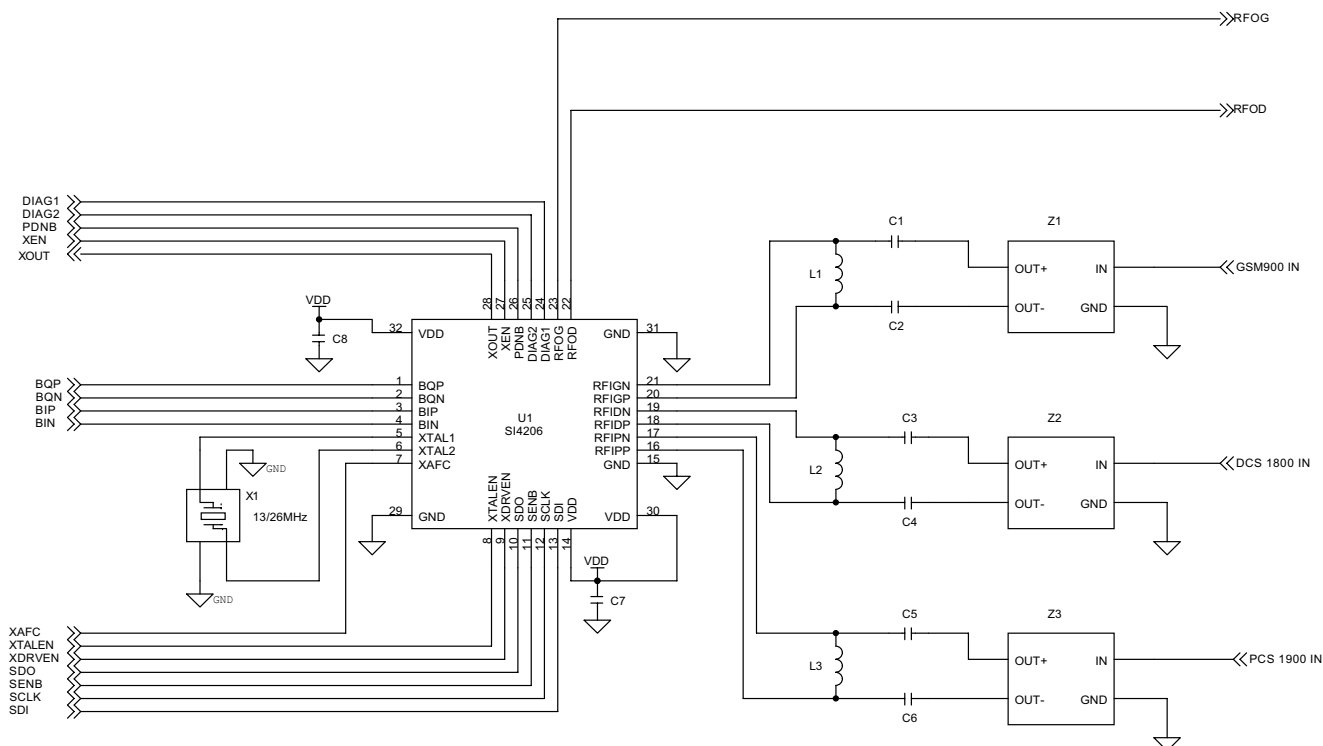 RFOG
RFOD
DIAG1
DIAG2
PDNB
XEN
XOUT
C1
Z1
L1
OUT+
IN
GSM900 IN
OUT-
GND
C2
28
27
26
25
24
23
22
VDD
C8
32
VDD
XOUT
XEN
PDNB
DIAG2
DIAG1
RFOG
RFOD
GND
31
BQP
BQN
BIP
BIN
1
2
3
4
5
6
7
BQP
BQN
BIP
BIN
XTAL1
XTAL2
XAFC
U1
SI4206
RFIGN
RFIGP
RFIDN
RFIDP
RFIPN
RFIPP
GND
21
20
19
18
17
16
15
C3
Z2
L2
OUT+
IN
DCS 1800 IN
OUT-
GND
C4
GND
X1
13/26MHz
GND
29
GND
XTALEN
XDRVEN
SDO
SENB
SCLK
SDI
VDD
VDD
30
8
9
10
11
12
13
14
VDD
C7
C5
Z3
L3
OUT+
IN
PCS 1900 IN
OUT-
GND
C6
XAFC
XTALEN
XDRVEN
SDO
SENB
SCLK
SDI